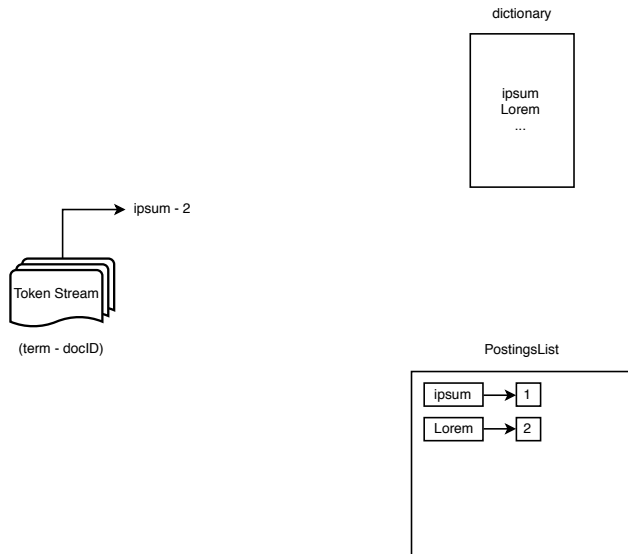 dictionary
ipsum
Lorem
...
ipsum - 2
Token Stream
(term - docID)
PostingsList
ipsum 1
Lorem 2